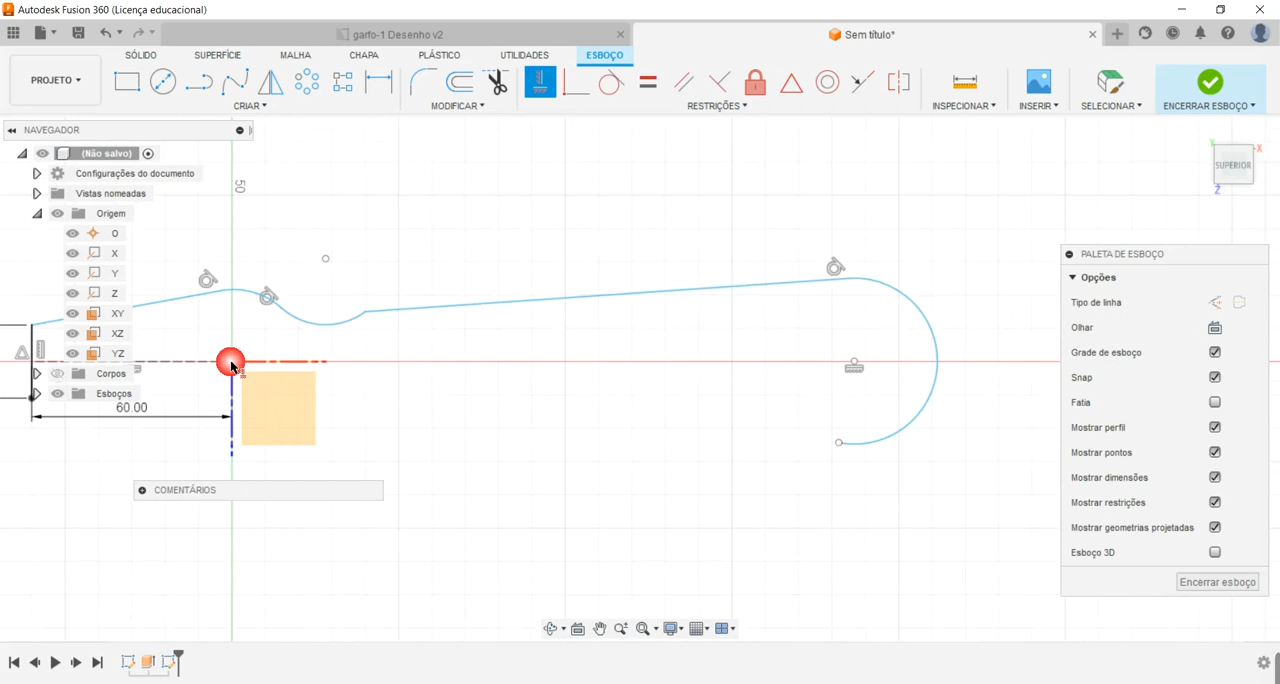 Autodesk Fusion 360 (Licença educacional)
garfo-1 Desenho v2
Sem título*
SÓLIDO SUPERFÍCIE MALHA CHAPA PLÁSTICO UTILIDADES ESBOÇO
PROJETO
CRIAR MODIFICAR RESTRIÇÕES INSPECIONAR INSERIR SELECIONAR ENCERRAR ESBOÇO
NAVEGADOR
(Não salvo)
Configurações do documento
Vistas nomeadas
Origem
O
X
Y
Z
XY
XZ
YZ
Corpos
Esboços
50
60.00
COMENTÁRIOS
Y
X
SUPERIOR
Z
PALETA DE ESBOÇO
Opções
Tipo de linha
Olhar
Grade de esboço
Snap
Fatia
Mostrar perfil
Mostrar pontos
Mostrar dimensões
Mostrar restrições
Mostrar geometrias projetadas
Esboço 3D
Encerrar esboço